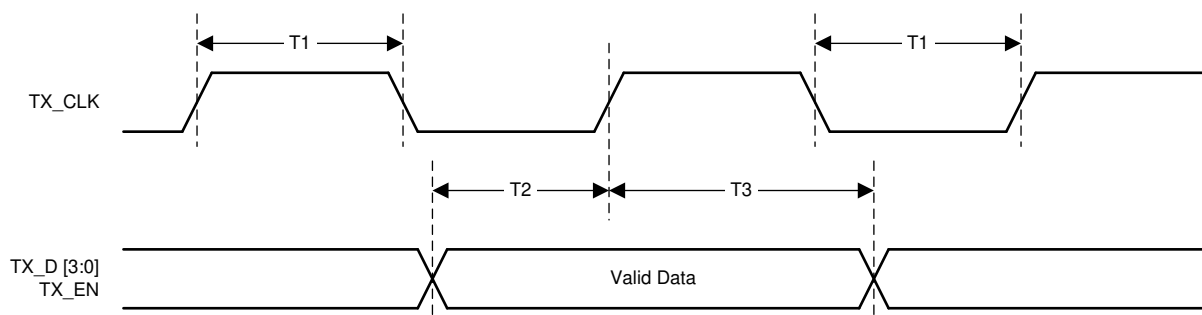 T1
T1
TX_CLK
T2
T3
TX_D [3:0]
TX_EN
Valid Data